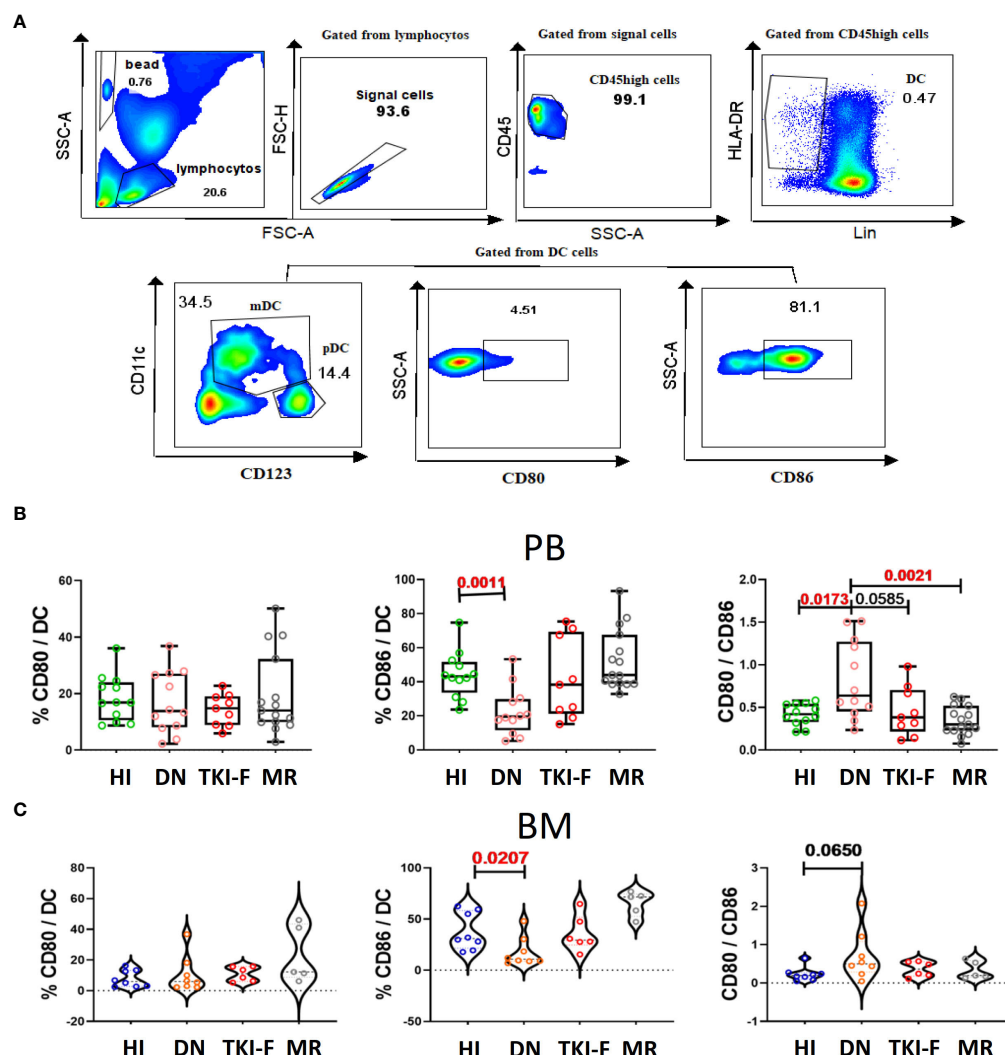 A
Gated from lymphocytos
Gated from signal cells
Gated from CD45high cells
SSC-A
bead
0.76
lymphocytos
20.6
FSC-H
Signal cells
93.6
CD45
CD45high cells
99.1
HLA-DR
DC
0.47
FSC-A
SSC-A
Lin
Gated from DC cells
CD11c
34.5
mDC
pDC
14.4
CD123
SSC-A
4.51
CD80
SSC-A
81.1
CD86
B
PB
% CD80 / DC
60
40
20
0
HI DN TKI-F MR
% CD86 / DC
100
80
60
40
20
0
0.0011
HI DN TKI-F MR
CD80 / CD86
2.0
1.5
1.0
0.5
0.0
0.0021
0.0173 0.0585
HI DN TKI-F MR
C
BM
% CD80 / DC
80
60
40
20
0
-20
HI DN TKI-F MR
% CD86 / DC
100
50
0
-50
0.0207
HI DN TKI-F MR
CD80 / CD86
3
2
1
0
-1
0.0650
HI DN TKI-F MR